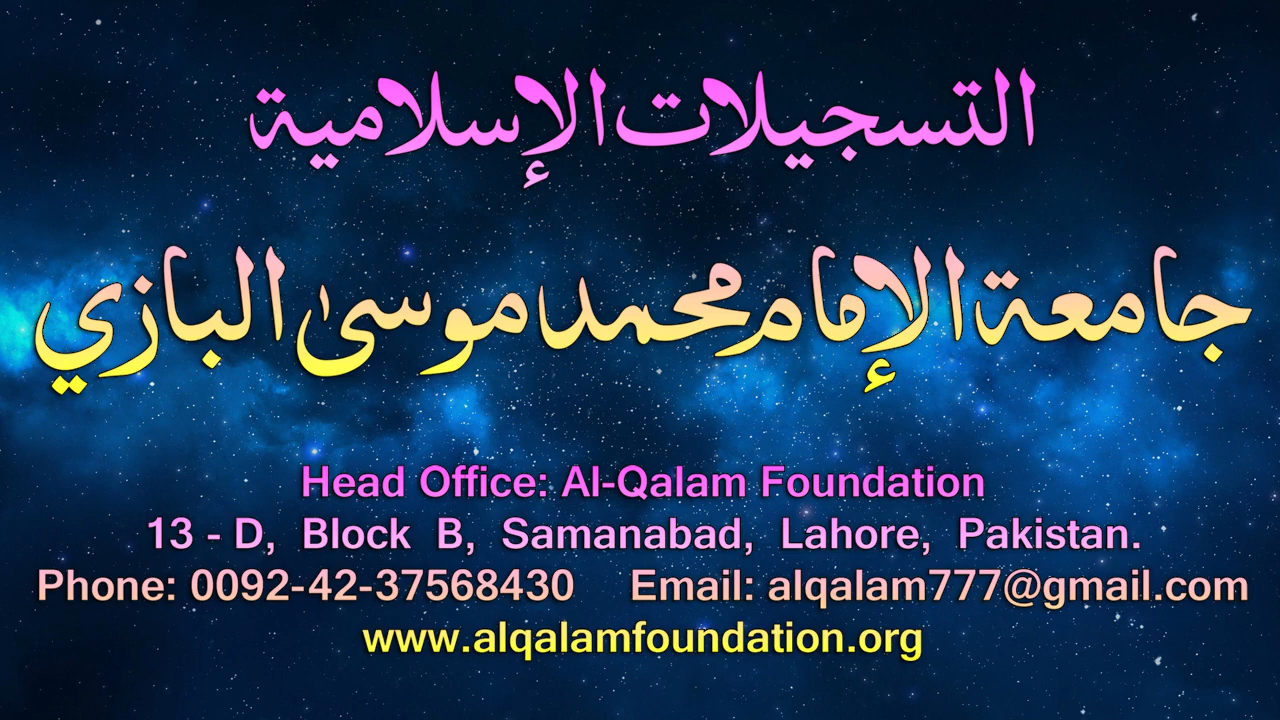 التسجيلات الإسلامية
جامعة الإمام محمد موسىٰ البازي
Head Office: Al-Qalam Foundation
13 - D, Block B, Samanabad, Lahore, Pakistan.
Phone: 0092-42-37568430 Email: alqalam777@gmail.com
www.alqalamfoundation.org